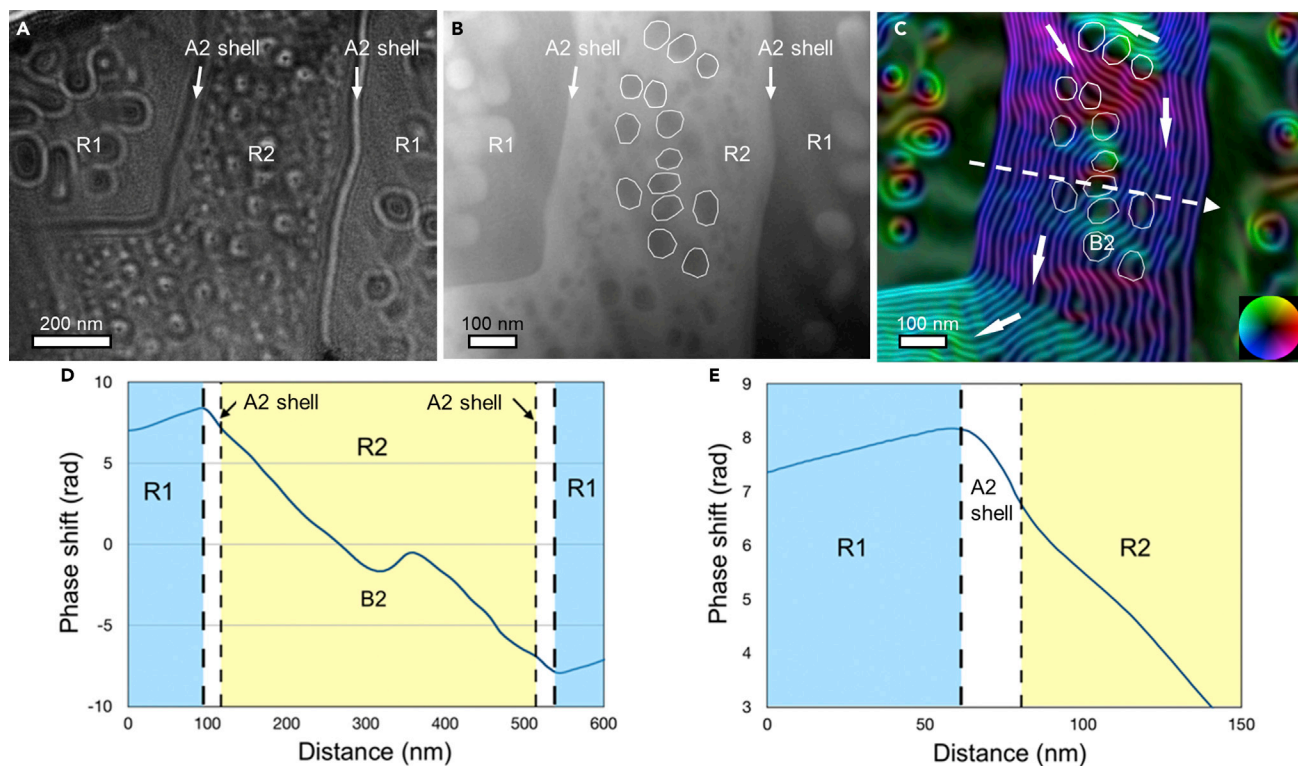 A
A2 shell
A2 shell
R1
R2
R1
200 nm
B
A2 shell
A2 shell
R1
R2
R1
100 nm
C
B2
100 nm
D
10
5
0
-5
-10
Phase shift (rad)
A2 shell
A2 shell
R2
R1
R1
B2
0
100
200
300
400
500
600
Distance (nm)
E
9
8
7
6
5
4
3
Phase shift (rad)
A2
shell
R1
R2
0
50
100
150
Distance (nm)